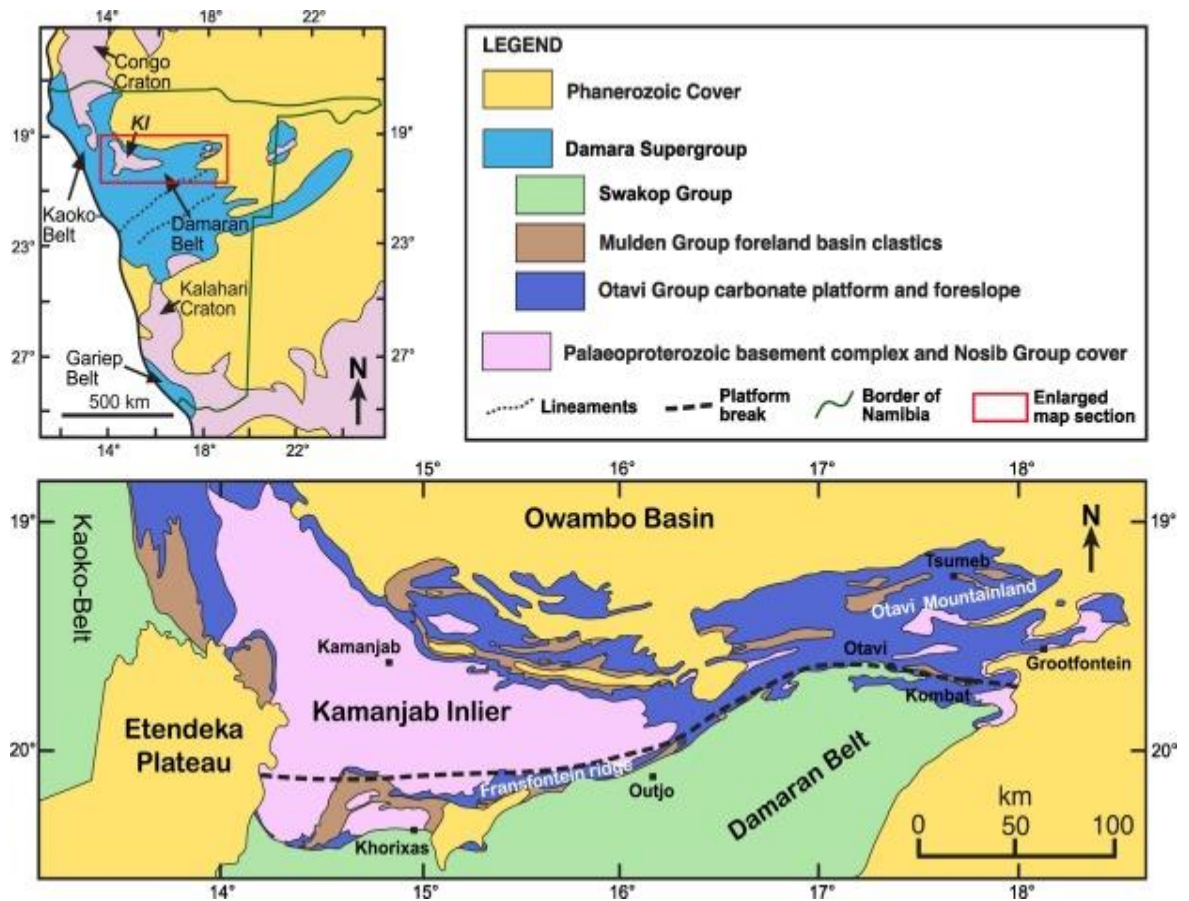 14° 18° 22°
Congo
Craton
KI
19° 19°
Kaoko-
Belt
Damaran
Belt
23° 23°
Kalahari
Craton
27° 27°
Gariep
Belt
N
500 km
14° 18° 22°
LEGEND
Phanerozoic Cover
Damara Supergroup
Swakop Group
Mulden Group foreland basin clastics
Otavi Group carbonate platform and foreslope
Palaeoproterozoic basement complex and Nosib Group cover
Lineaments
Platform
break
Border of
Namibia
Enlarged
map section
15° 16° 17° 18°
19° 19°
Kaoko-Belt
Owambo Basin
N
Tsumeb
Otavi Mountainland
Kamanjab
Otavi
Grootfontein
Kombat
Kamanjab Inlier
Etendeka
Plateau
20° 20°
Fransfontein ridge
Outjo
Damaran Belt
Khorixas
km
0 50 100
14° 15° 16° 17° 18°